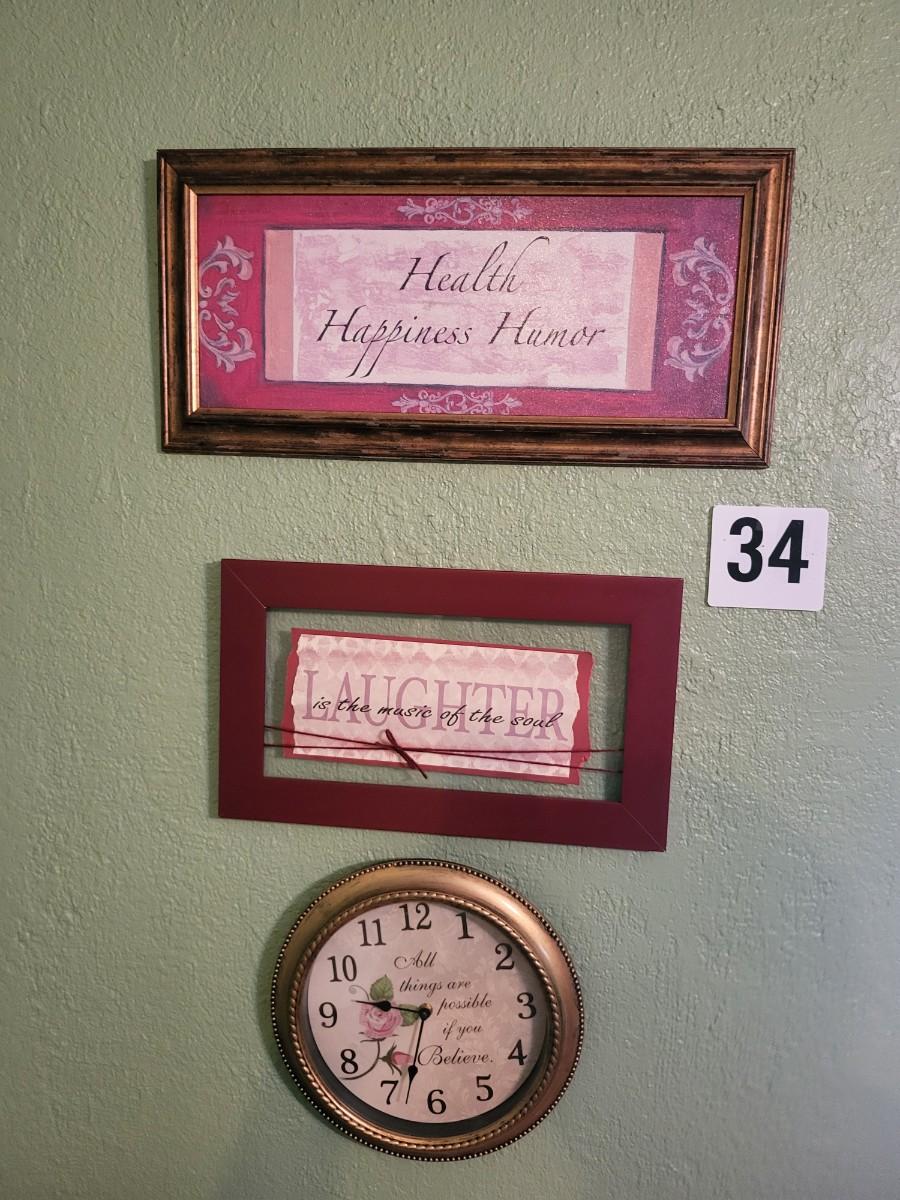 Health
Happiness Humor
34
LAUGHTER
is the music of the soul
12
11 1
10 2
9 3
8 4
7 5
6
All
things are
possible
if you
Believe.